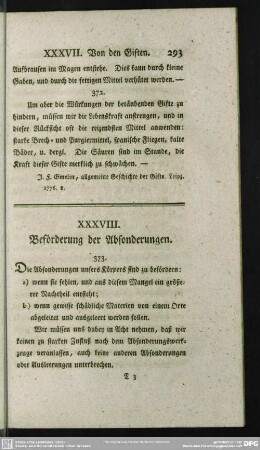 XXXVII. Von den Giften. 293
Aufbrausen im Magen entstehe. Dies kann durch kleine
Gaben, und durch die fettigen Mittel verhütet werden. —
372.
Um aber die Würkungen der betäubenden Gifte zu
hindern, müssen wir die Lebenskraft anstrengen, und in
dieser Rücksicht oft die reizendsten Mittel anwenden:
starke Brech- und Purgiermittel, spanische Fliegen, kalte
Bäder, u. dergl. Die Säuren sind im Stande, die
Kraft dieser Gifte merklich zu schwächen. —
J. F. Gmelin, allgemeine Geschichte der Gifte. Leipz.
1776. 8.
XXXVIII.
Beförderung der Absonderungen.
373.
Die Absonderungen unsers Körpers sind zu befördern:
a) wenn sie fehlen, und aus diesem Mangel ein größe-
rer Nachtheil entsteht;
b) wenn gewisse schädliche Materien von einem Orte
abgeleitet und ausgeleert werden sollen.
Wir müssen uns dabey in Acht nehmen, daß wir
keinen zu starken Zufluß nach dem Absonderungswerk-
zeuge veranlassen, auch keine anderen Absonderungen
oder Ausleerungen unterbrechen.
T 3